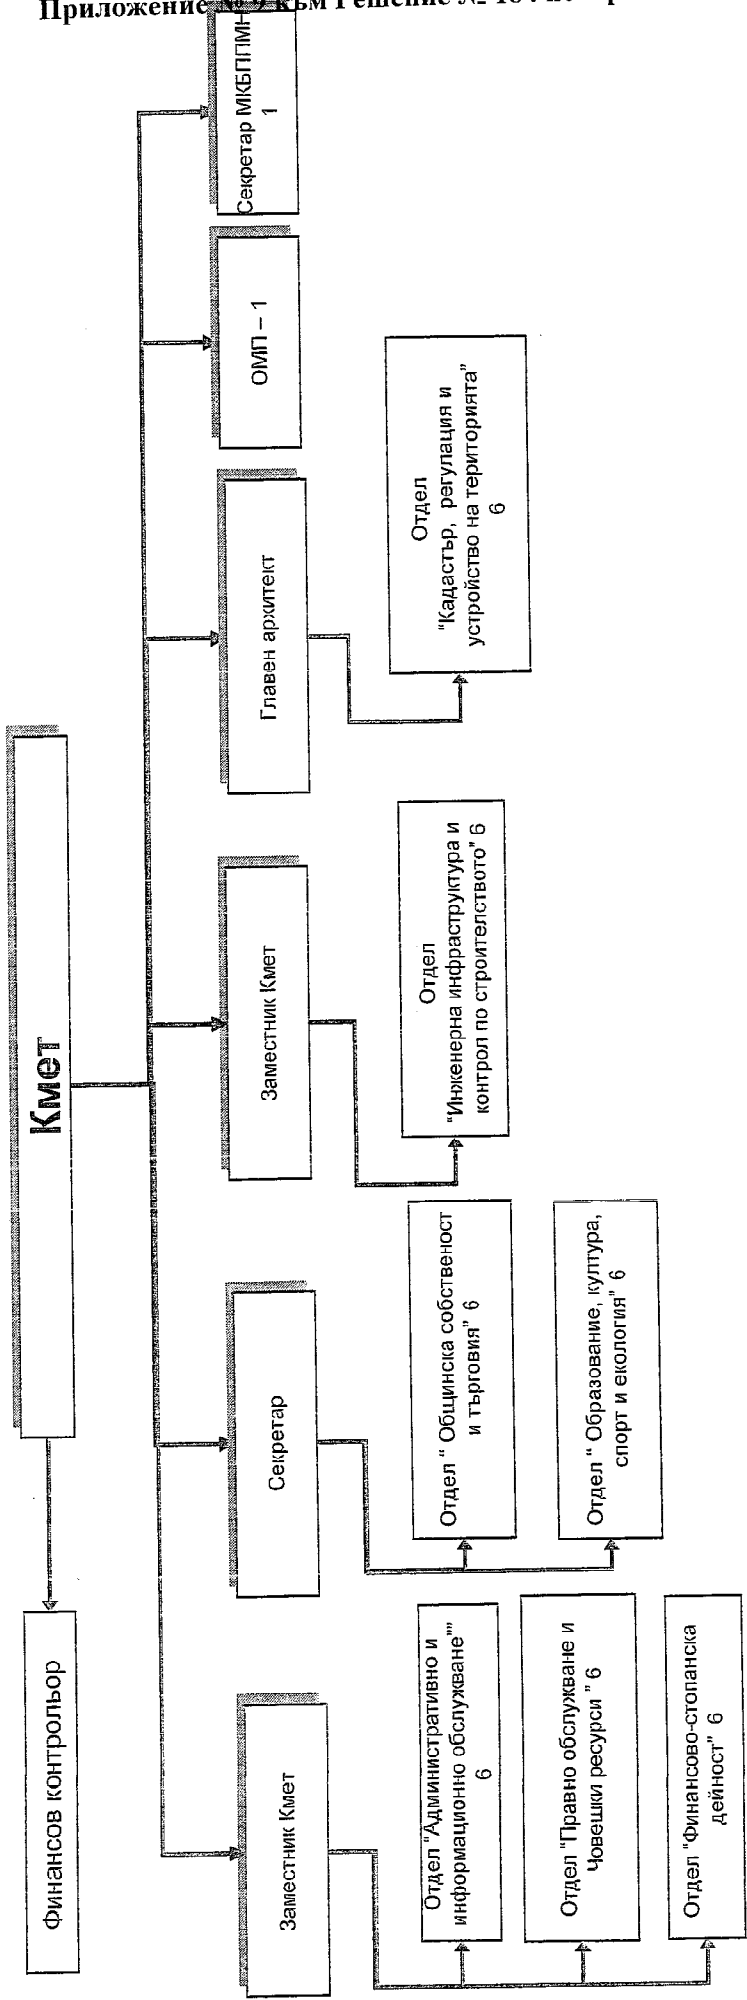 Приложение № 9 към Решение №
Кмет
Финансов контрольор
Заместник Кмет
Секретар
Заместник Кмет
Главен архитект
ОМП – 1
Секретар МКБППМН
1
Отдел “Административно и
информационно обслужване””
6
Отдел “Правно обслужване и
Човешки ресурси ” 6
Отдел “Финансово-стопанска
дейност” 6
Отдел “ Общинска собственост
и търговия” 6
Отдел “ Образование, култура,
спорт и екология” 6
Отдел
“Инженерна инфраструктура и
контрол по строителството” 6
Отдел
“Кадастър, регулация и
устройство на територията”
6